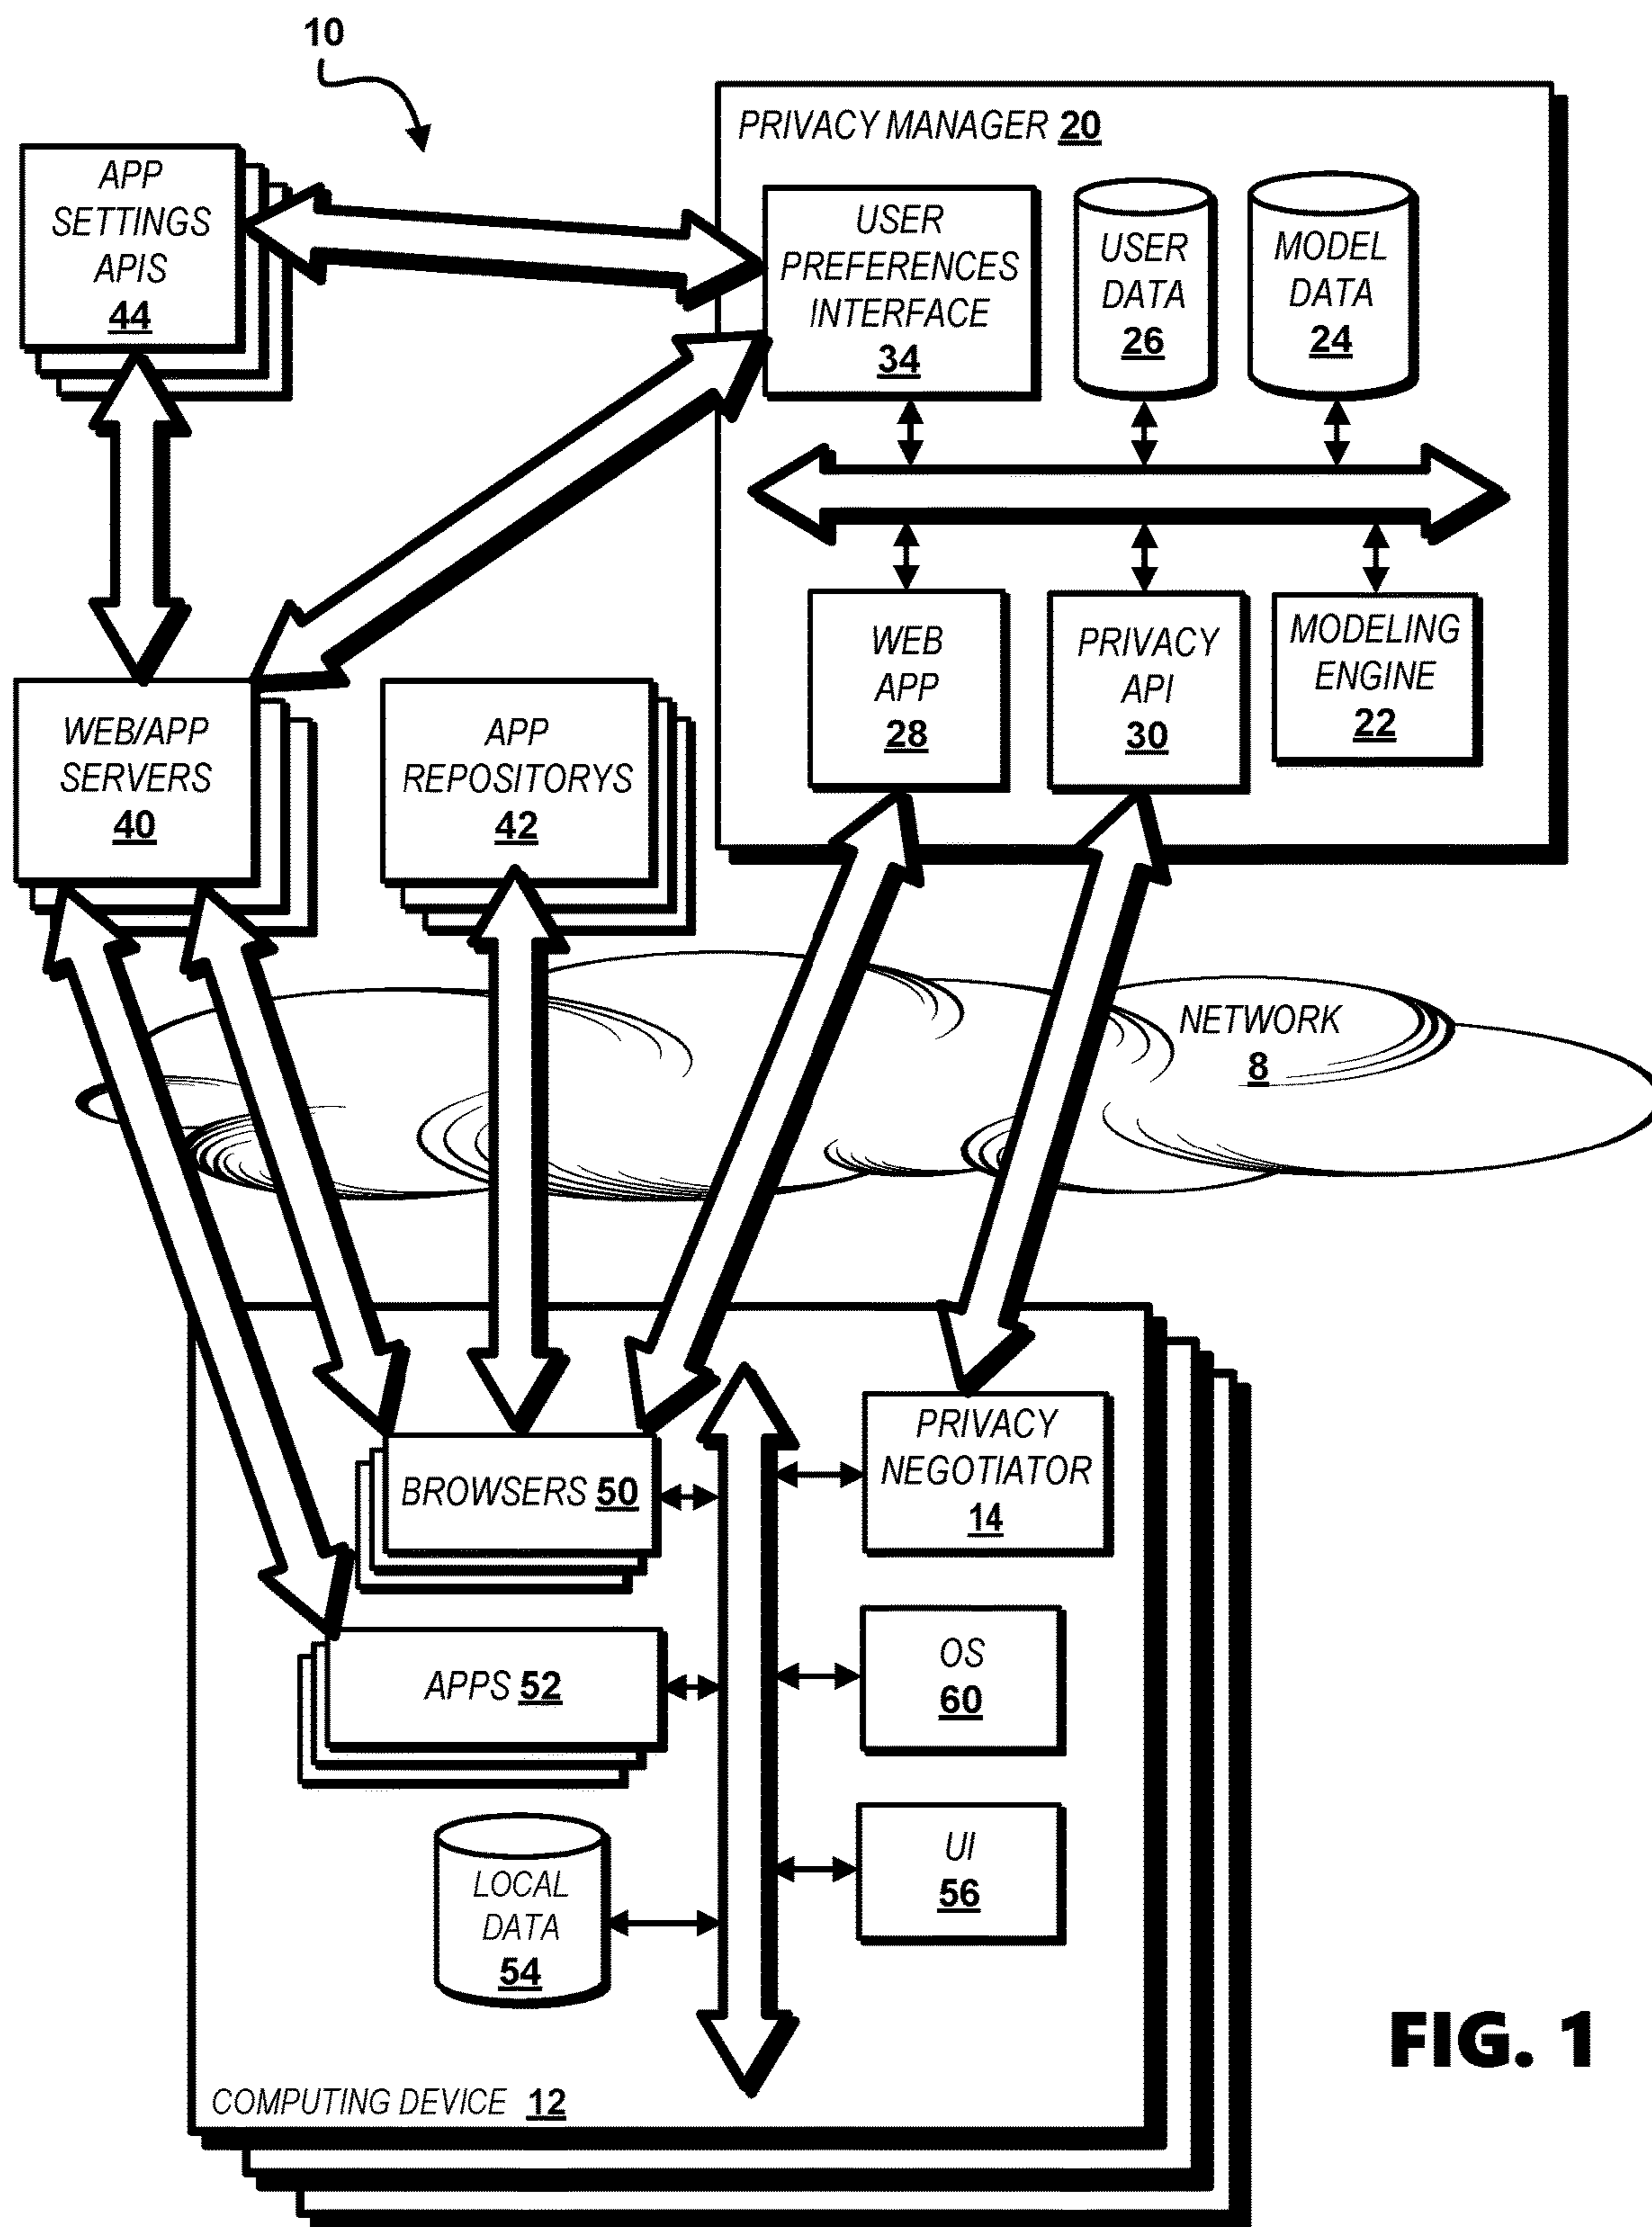 10
PRIVACY MANAGER 20
APP
SETTINGS
APIS
44
USER
PREFERENCES
INTERFACE
34
USER
DATA
26
MODEL
DATA
24
WEB
APP
28
PRIVACY
API
30
MODELING
ENGINE
22
WEB/APP
SERVERS
40
APP
REPOSITORYS
42
NETWORK
8
BROWSERS 50
PRIVACY
NEGOTIATOR
14
APPS 52
OS
60
LOCAL
DATA
54
UI
56
COMPUTING DEVICE 12
FIG. 1